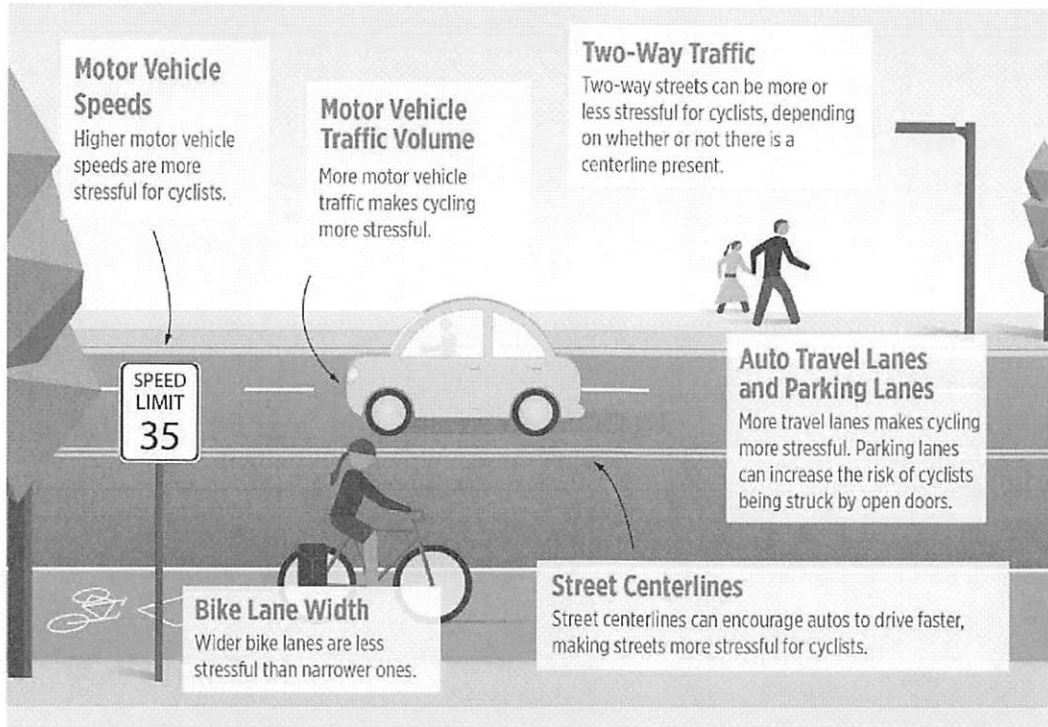 Motor Vehicle
Speeds
Higher motor vehicle
speeds are more
stressful for cyclists.
Motor Vehicle
Traffic Volume
More motor vehicle
traffic makes cycling
more stressful.
Two-Way Traffic
Two-way streets can be more or
less stressful for cyclists, depending
on whether or not there is a
centerline present.
SPEED
LIMIT
35
Auto Travel Lanes
and Parking Lanes
More travel lanes makes cycling
more stressful. Parking lanes
can increase the risk of cyclists
being struck by open doors.
Bike Lane Width
Wider bike lanes are less
stressful than narrower ones.
Street Centerlines
Street centerlines can encourage autos to drive faster,
making streets more stressful for cyclists.